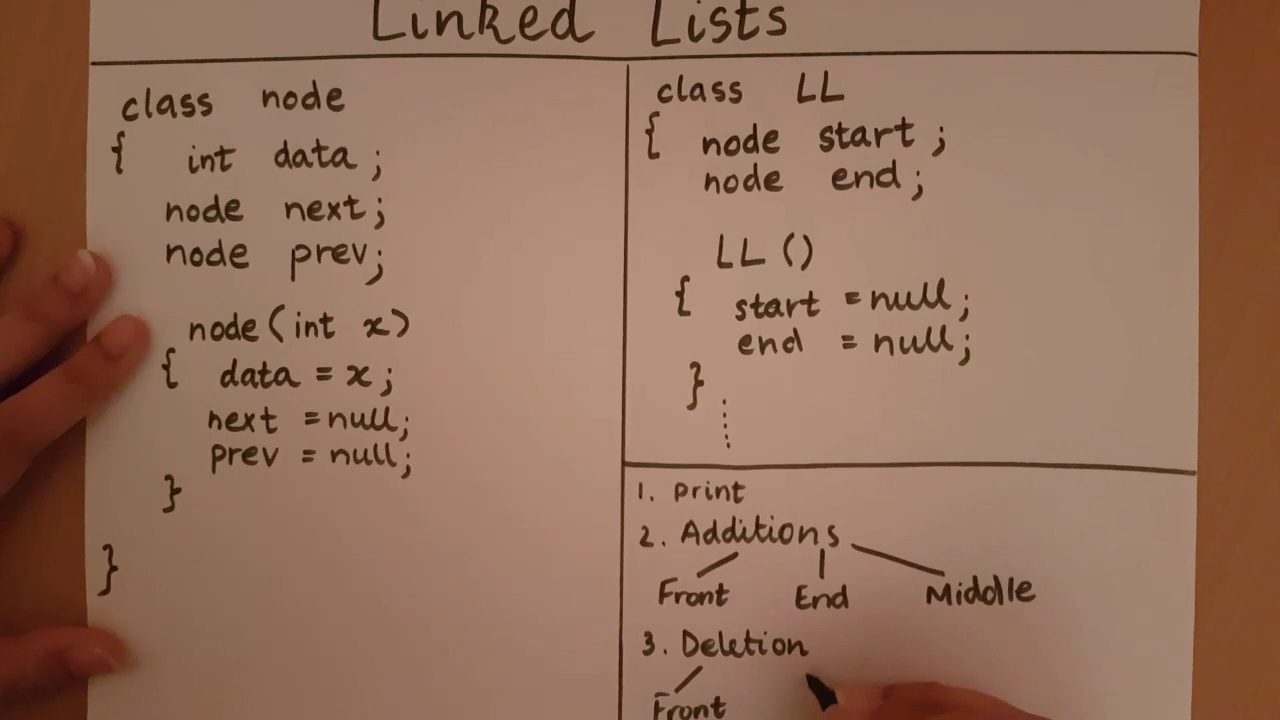 Linked Lists
class node
{ int data ;
node next;
node prev;
node (int x)
{ data = x ;
next = null;
prev = null;
}
}
class LL
{ node start ;
node end ;
LL ()
{ start = null ;
end = null ;
}
1. Print
2. Additions
Front End Middle
3. Deletion
Front